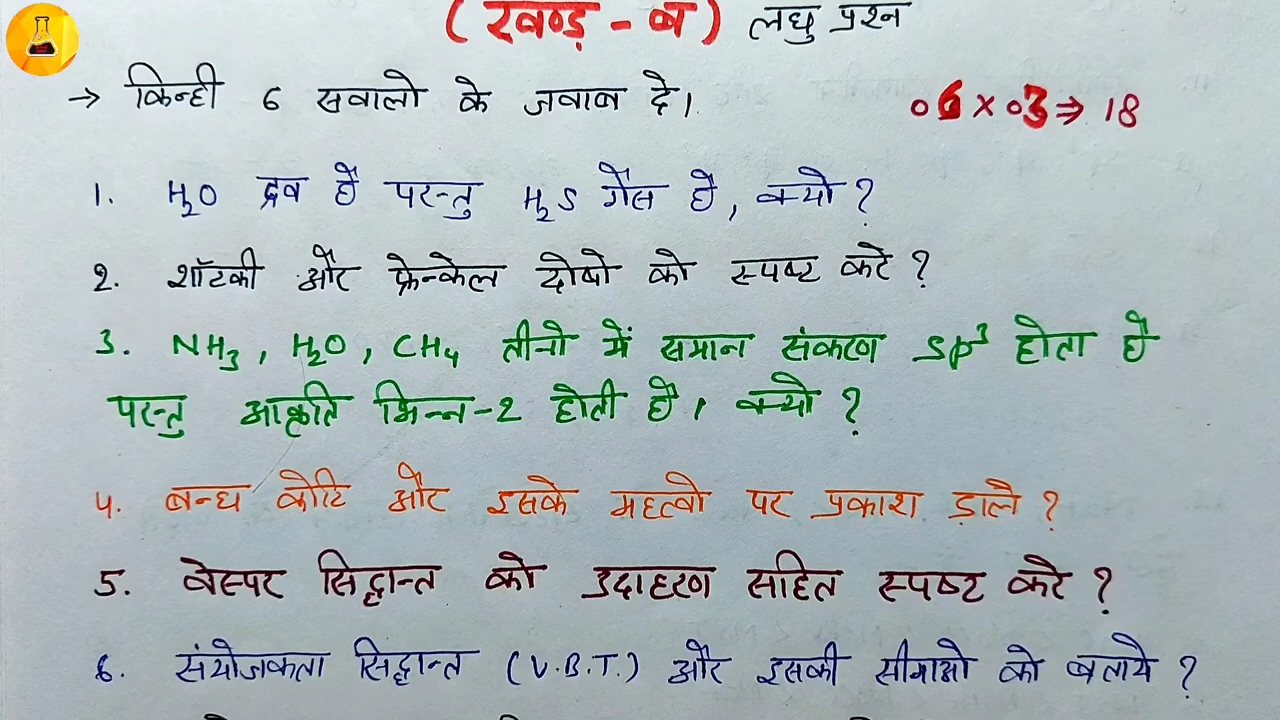 (खण्ड़ - ब) लघु प्रश्न
→ किन्ही 6 सवालो के जवाब दे। 06 × 03 ⇒ 18
1. H₂O द्रव है परन्तु H₂S गैस है, क्यो ?
2. शॉटकी और फ्रेन्केल दोषो को स्पष्ट करे ?
3. NH₃, H₂O, CH₄ तीनो में समान संकरण SP³ होता है
परन्तु आकृति भिन्न-2 होती है। क्यो ?
4. बन्ध कोटि और इसके महत्वो पर प्रकाश ड़ाले ?
5. वेस्पर सिद्धान्त को उदाहरण सहित स्पष्ट करे ?
6. संयोजकता सिद्धान्त (V.B.T.) और इसकी सीमाओ को बताये ?